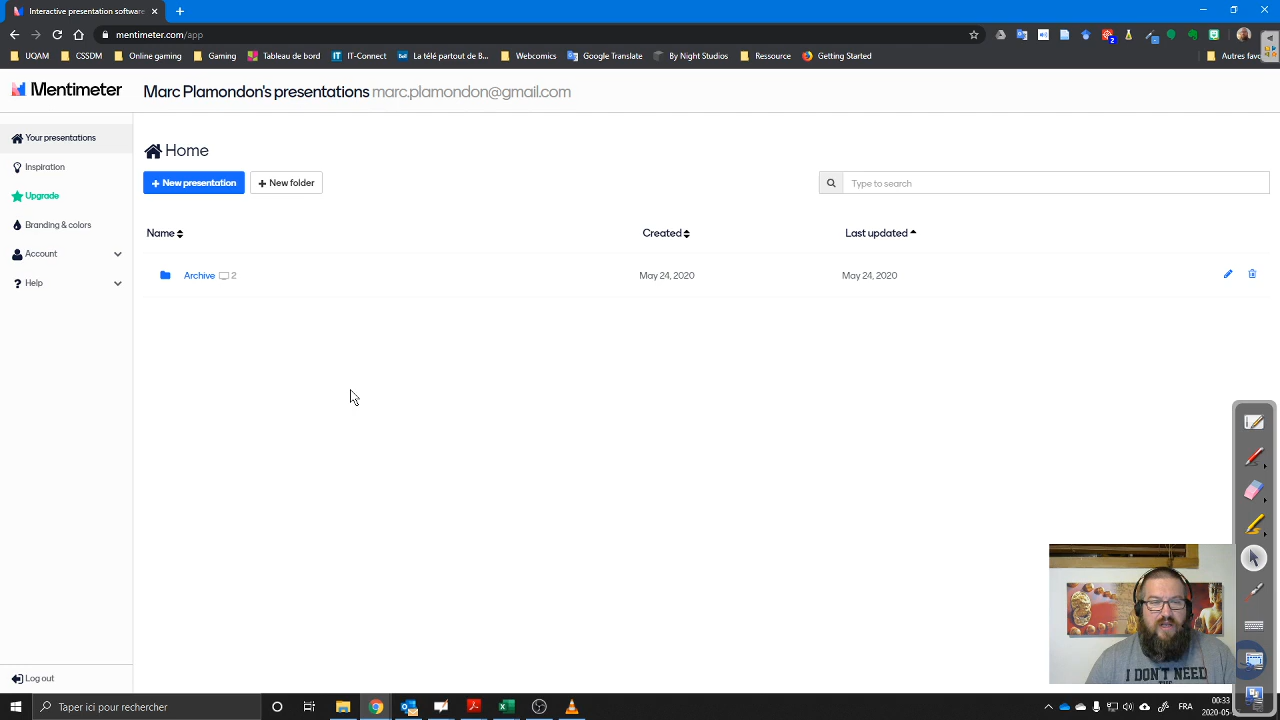 Interactive presentation software
mentimeter.com/app
UQAM CSSDM Online gaming Gaming Tableau de bord IT-Connect La télé partout de B... Webcomics Google Translate By Night Studios Ressource Getting Started Autres favo
Mentimeter
Marc Plamondon's presentations marc.plamondon@gmail.com
Your presentations
Inspiration
Upgrade
Branding & colors
Account
Help
Log out
Home
+ New presentation + New folder
Type to search
Name Created Last updated
Archive 2 May 24, 2020 May 24, 2020
I DON'T NEED
Taper ici pour rechercher
FRA
00:33